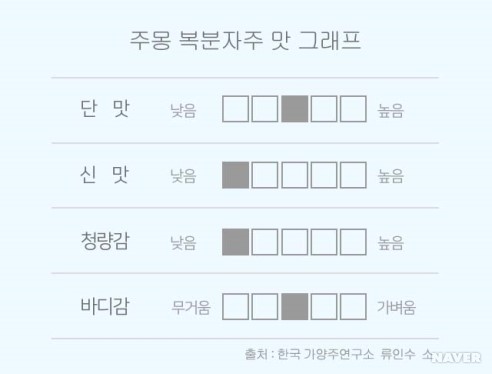 주몽 복분자주 맛 그래프
단 맛 낮음 높음
신 맛 낮음 높음
청량감 낮음 높음
바디감 무거움 가벼움
출처 : 한국 가양주연구소 류인수 소
NAVER